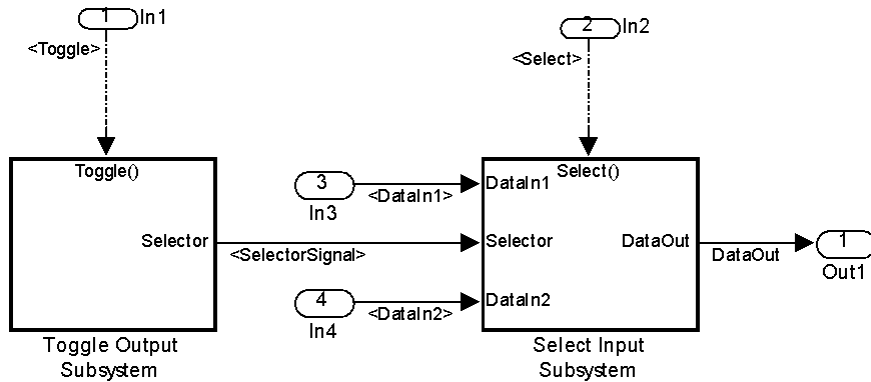 1 In1
<Toggle>
2 In2
<Select>
Toggle()
Selector
<SelectorSignal>
Toggle Output
Subsystem
3
In3
<DataIn1>
4
In4
<DataIn2>
Select()
DataIn1
Selector
DataOut
DataIn2
Select Input
Subsystem
DataOut
1
Out1